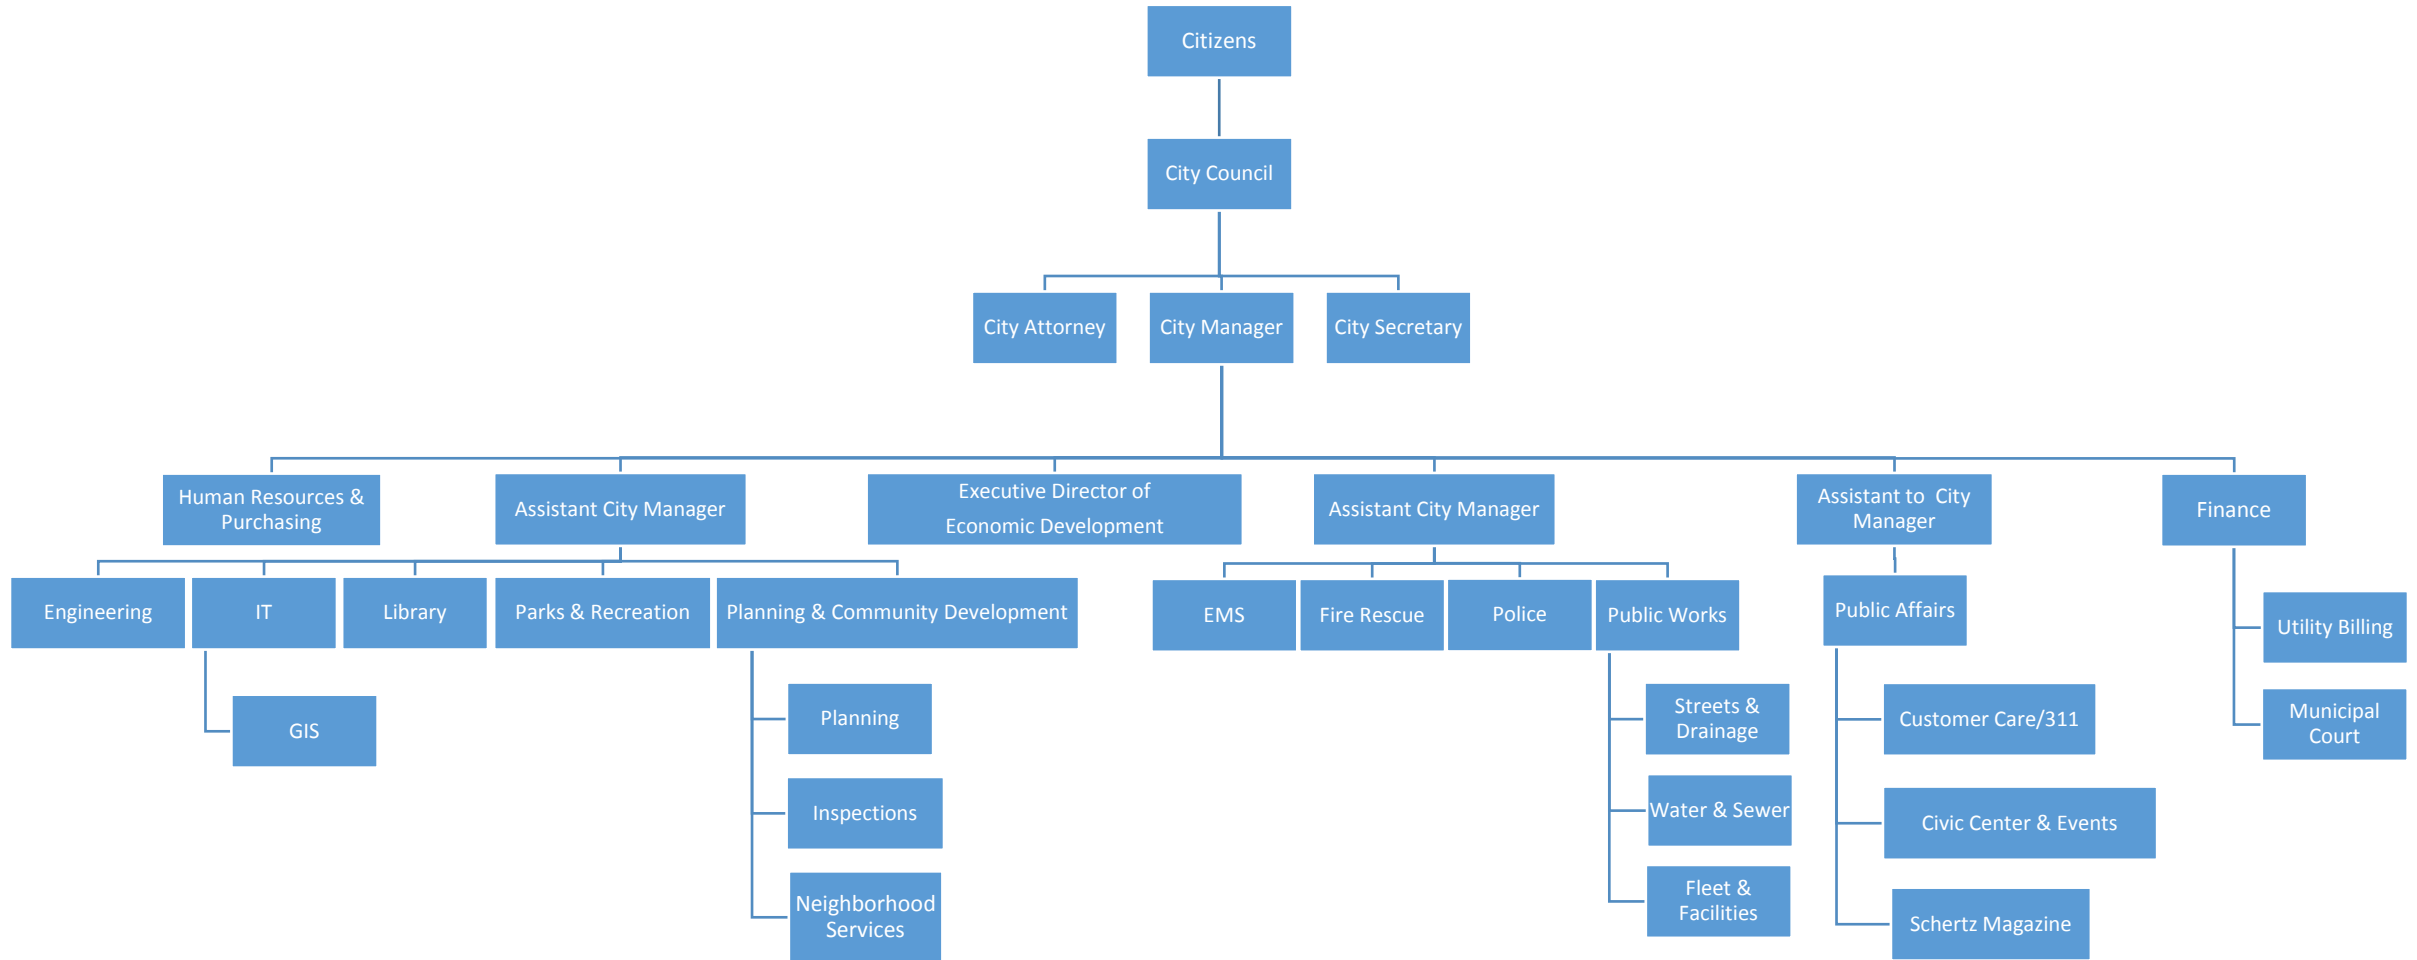 Citizens
City Council
City Attorney
City Manager
City Secretary
Human Resources &
Purchasing
Assistant City Manager
Executive Director of
Economic Development
Assistant City Manager
Assistant to  City
Manager
Finance
Engineering
IT
Library
Parks & Recreation
Planning & Community Development
EMS
Fire Rescue
Police
Public Works
Public Affairs
Utility Billing
GIS
Planning
Streets &
Drainage
Customer Care/311
Municipal
Court
Inspections
Water & Sewer
Civic Center & Events
Neighborhood
Services
Fleet &
Facilities
Schertz Magazine